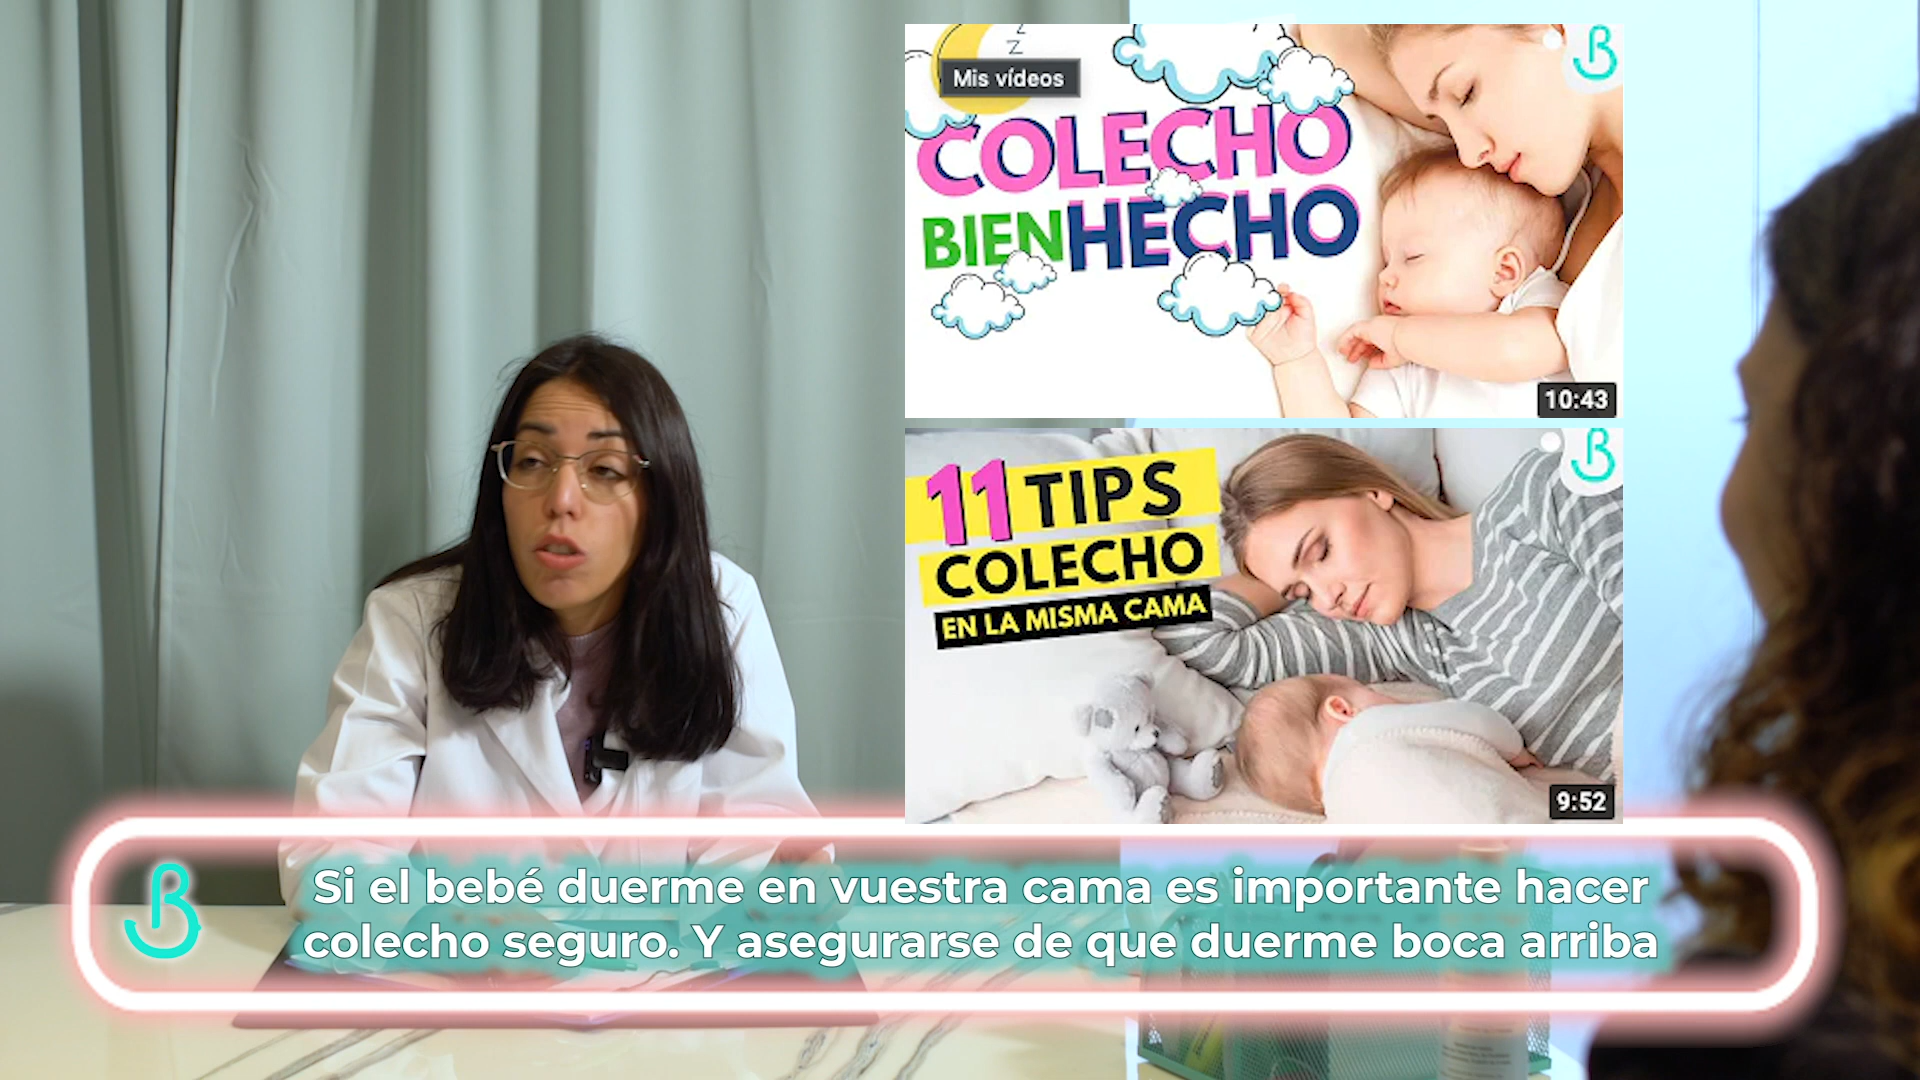 Mis vídeos
COLECHO
BIENHECHO
10:43
11 TIPS
COLECHO
EN LA MISMA CAMA
9:52
Si el bebé duerme en vuestra cama es importante hacer
colecho seguro. Y asegurarse de que duerme boca arriba